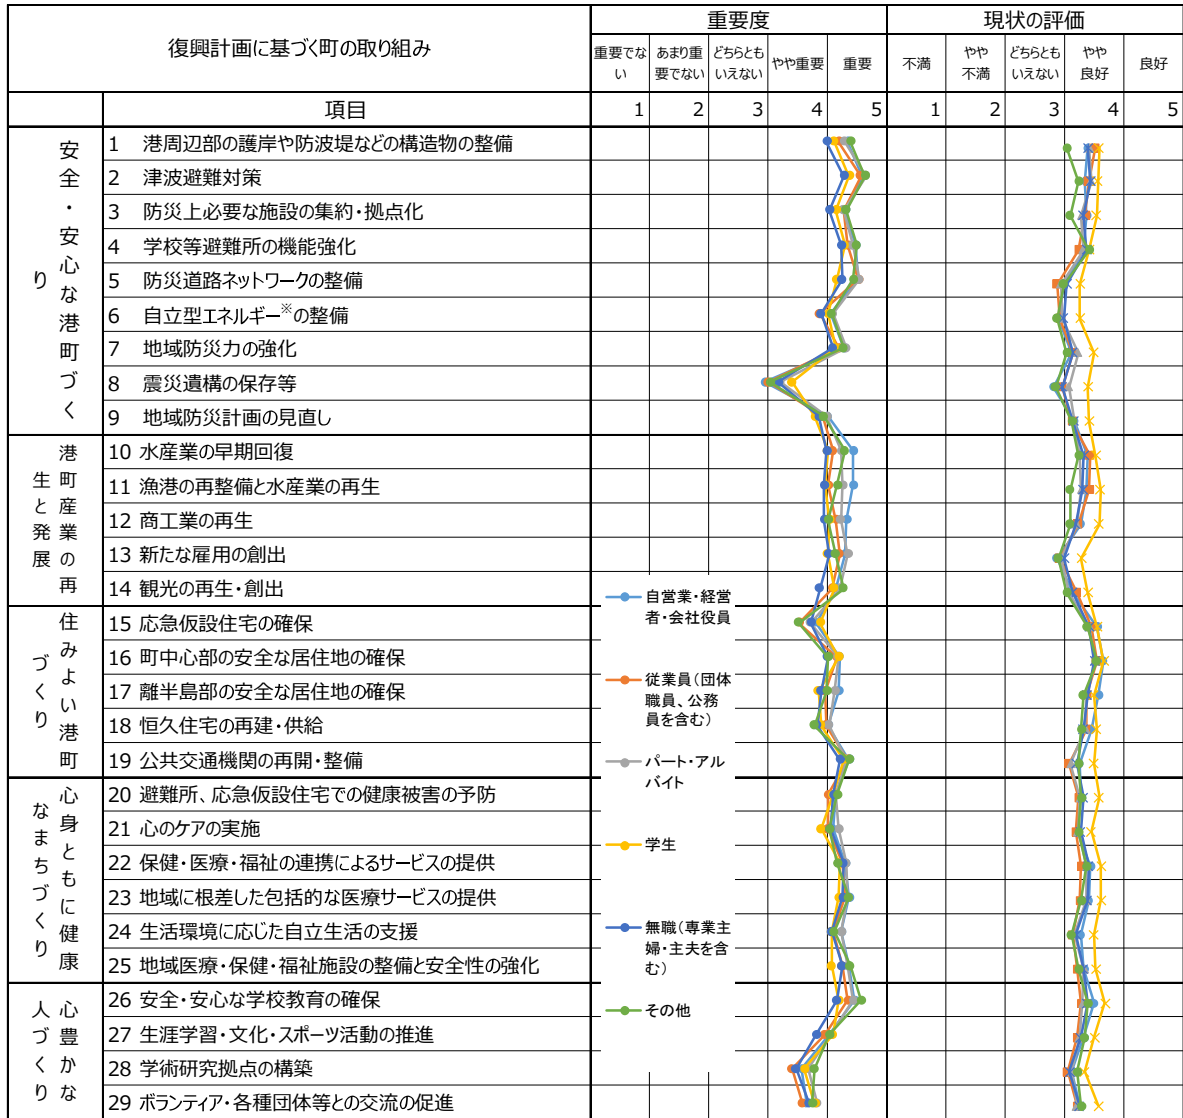 復興計画に基づく町の取り組み
重要度
現状の評価
重要でな
い
あまり重
要でない
どちらとも
いえない
やや重要
重要
不満
やや
不満
どちらとも
いえない
やや
良好
良好
項目
1 2 3 4 5 1 2 3 4 5
安全・安心な港町づく
り
1 港周辺部の護岸や防波堤などの構造物の整備
2 津波避難対策
3 防災上必要な施設の集約・拠点化
4 学校等避難所の機能強化
5 防災道路ネットワークの整備
6 自立型エネルギー※の整備
7 地域防災力の強化
8 震災遺構の保存等
9 地域防災計画の見直し
港町産業の再
生と発展
10 水産業の早期回復
11 漁港の再整備と水産業の再生
12 商工業の再生
13 新たな雇用の創出
14 観光の再生・創出
住みよい港町
づくり
15 応急仮設住宅の確保
16 町中心部の安全な居住地の確保
17 離半島部の安全な居住地の確保
18 恒久住宅の再建・供給
19 公共交通機関の再開・整備
心身ともに健康
なまちづくり
20 避難所、応急仮設住宅での健康被害の予防
21 心のケアの実施
22 保健・医療・福祉の連携によるサービスの提供
23 地域に根差した包括的な医療サービスの提供
24 生活環境に応じた自立生活の支援
25 地域医療・保健・福祉施設の整備と安全性の強化
心豊かな
人づくり
26 安全・安心な学校教育の確保
27 生涯学習・文化・スポーツ活動の推進
28 学術研究拠点の構築
29 ボランティア・各種団体等との交流の促進
自営業・経営
者・会社役員
従業員(団体
職員、公務
員を含む)
パート・アル
バイト
学生
無職(専業主
婦・主夫を含
む)
その他